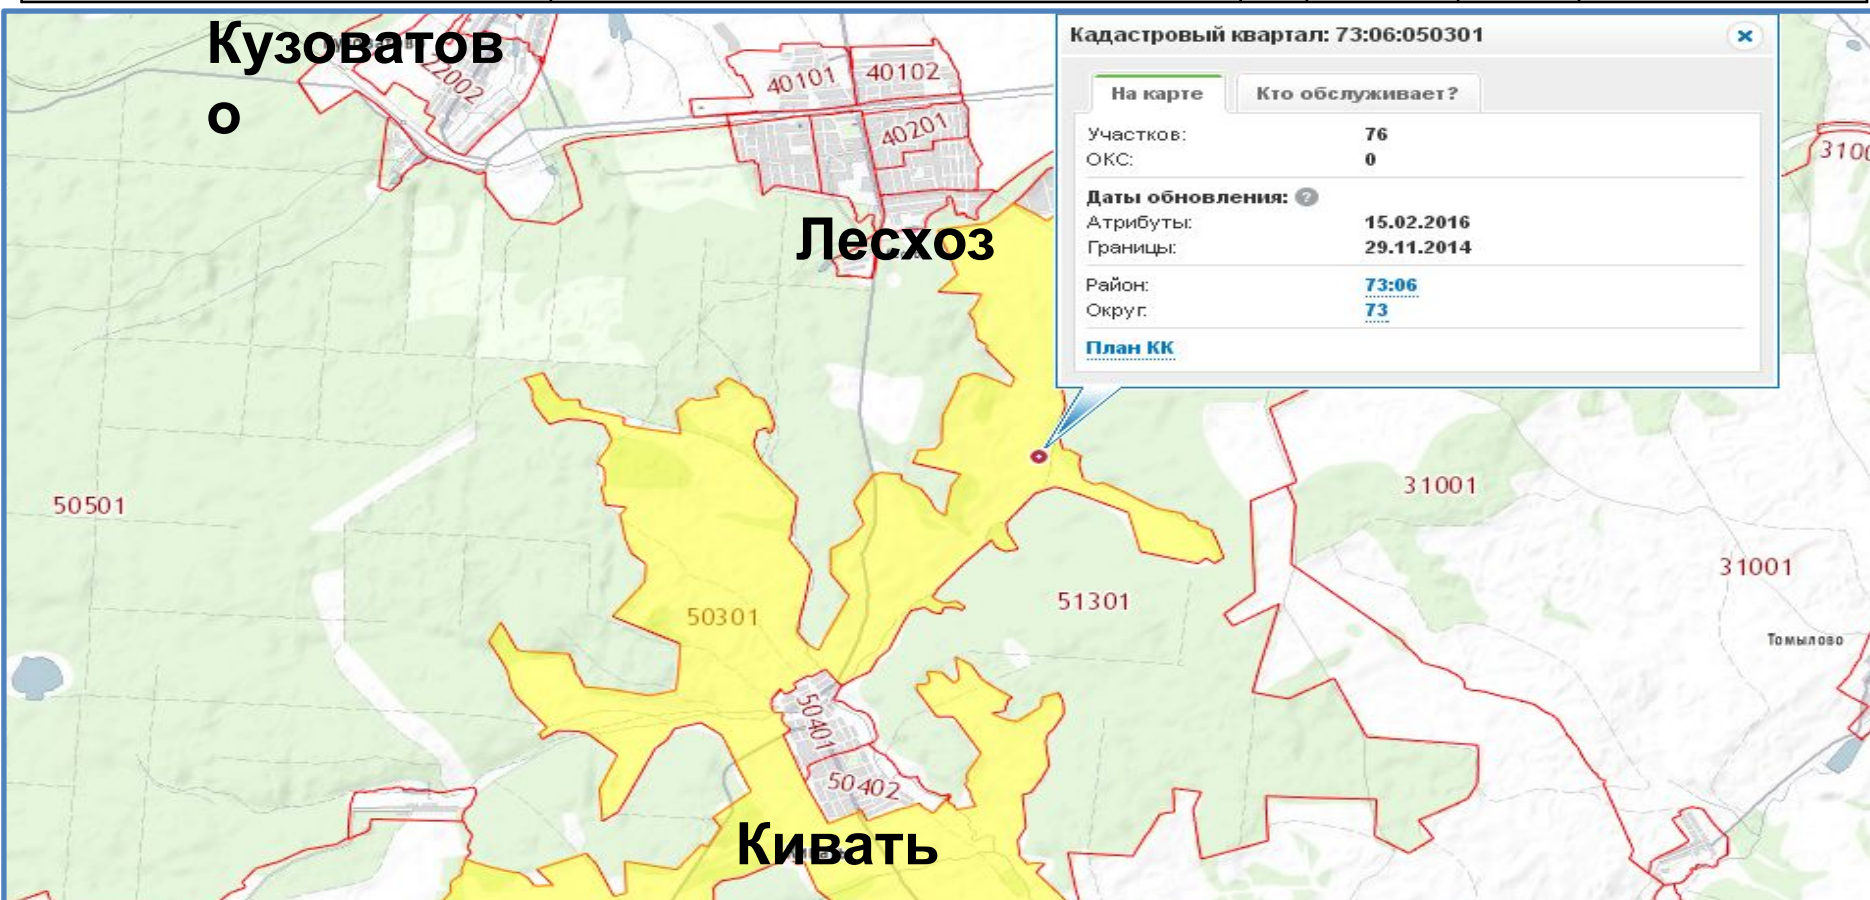 Кузоватов
о
22002
40101
40102
40201
Лесхоз
Кадастровый квартал: 73:06:050301
На карте
Кто обслуживает?
Участков: 76
ОКС: 0
Даты обновления: ?
Атрибуты: 15.02.2016
Границы: 29.11.2014
Район: 73:06
Округ: 73
План КК
3100
50501
31001
31001
50301
51301
Томылово
50401
50402
Кивать